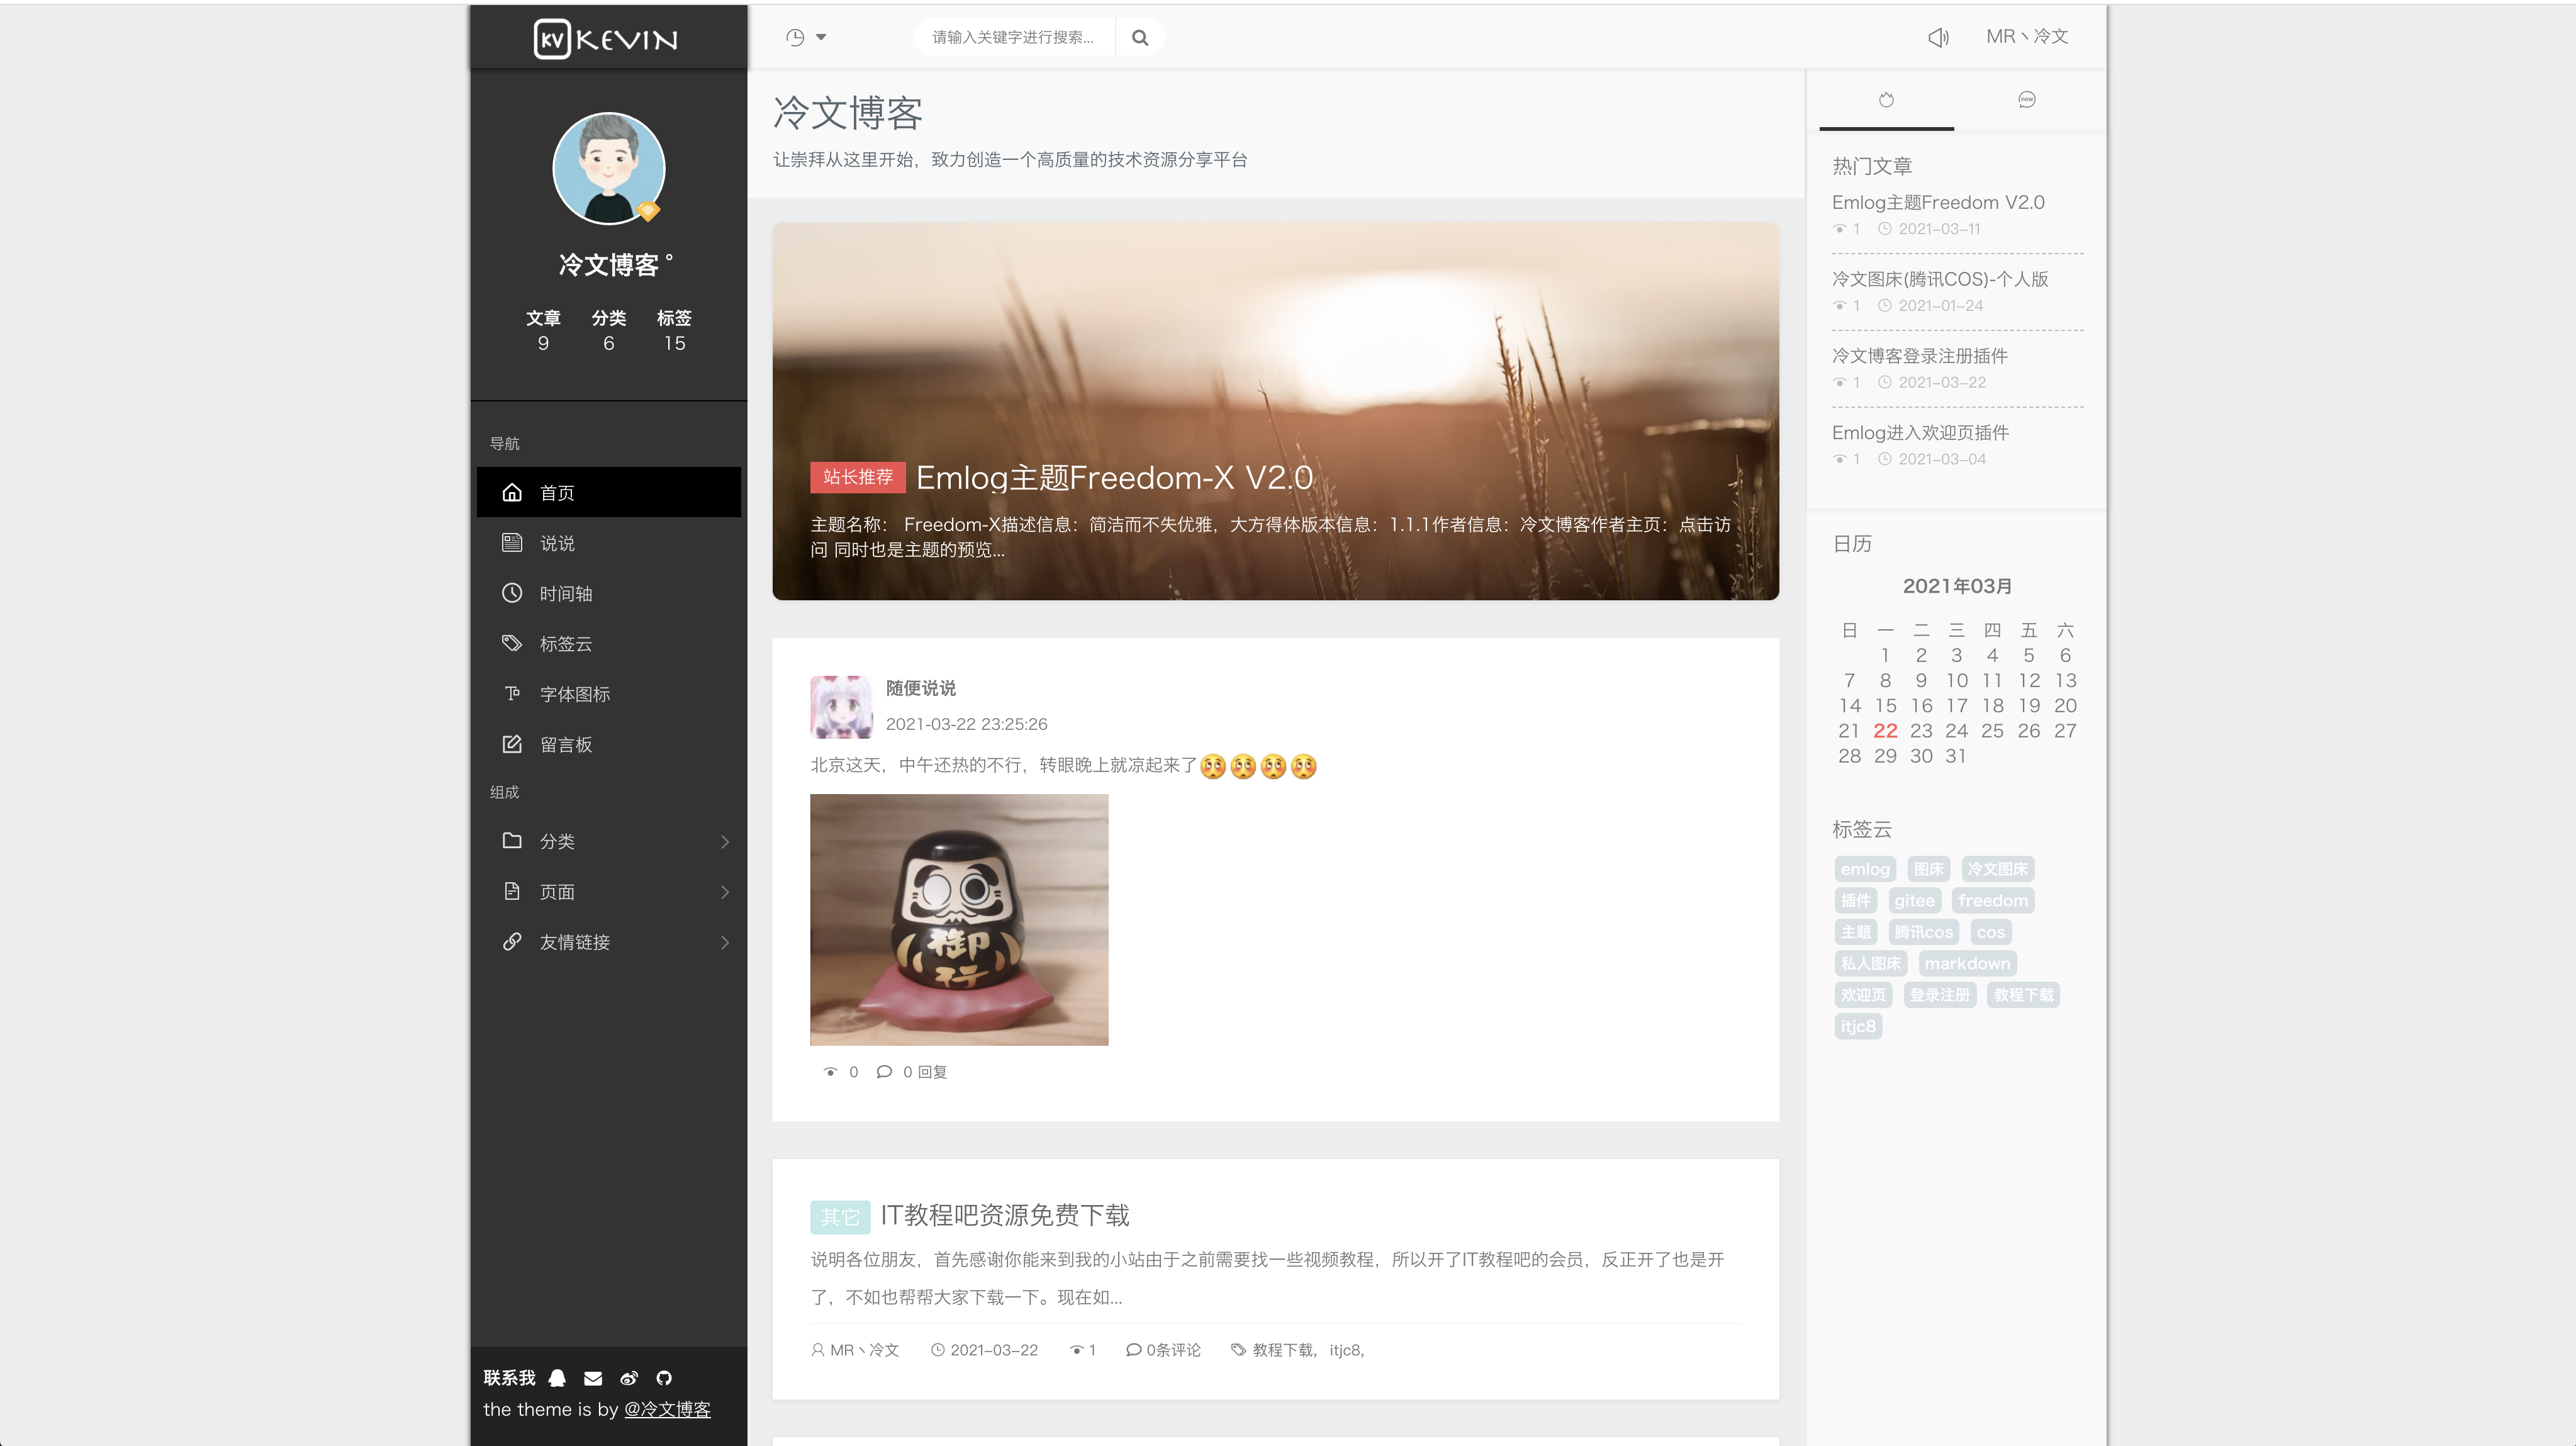 KV KEVIN
请输入关键字进行搜索...
MR丶冷文
冷文博客 °
文章 分类 标签
9 6 15
导航
首页
说说
时间轴
标签云
字体图标
留言板
组成
分类
页面
友情链接
联系我
the theme is by @冷文博客
冷文博客
让崇拜从这里开始，致力创造一个高质量的技术资源分享平台
站长推荐 Emlog主题Freedom-X V2.0
主题名称： Freedom-X描述信息：简洁而不失优雅，大方得体版本信息：1.1.1作者信息：冷文博客作者主页：点击访
问 同时也是主题的预览...
随便说说
2021-03-22 23:25:26
北京这天，中午还热的不行，转眼晚上就凉起来了
御
行
0 0 回复
其它 IT教程吧资源免费下载
说明各位朋友，首先感谢你能来到我的小站由于之前需要找一些视频教程，所以开了IT教程吧的会员，反正开了也是开
了，不如也帮帮大家下载一下。现在如...
MR丶冷文 2021-03-22 1 0条评论 教程下载, itjc8,
new
热门文章
Emlog主题Freedom V2.0
1 2021-03-11
冷文图床(腾讯COS)-个人版
1 2021-01-24
冷文博客登录注册插件
1 2021-03-22
Emlog进入欢迎页插件
1 2021-03-04
日历
2021年03月
日 一 二 三 四 五 六
1 2 3 4 5 6
7 8 9 10 11 12 13
14 15 16 17 18 19 20
21 22 23 24 25 26 27
28 29 30 31
标签云
emlog 图床 冷文图床
插件 gitee freedom
主题 腾讯cos cos
私人图床 markdown
欢迎页 登录注册 教程下载
itjc8